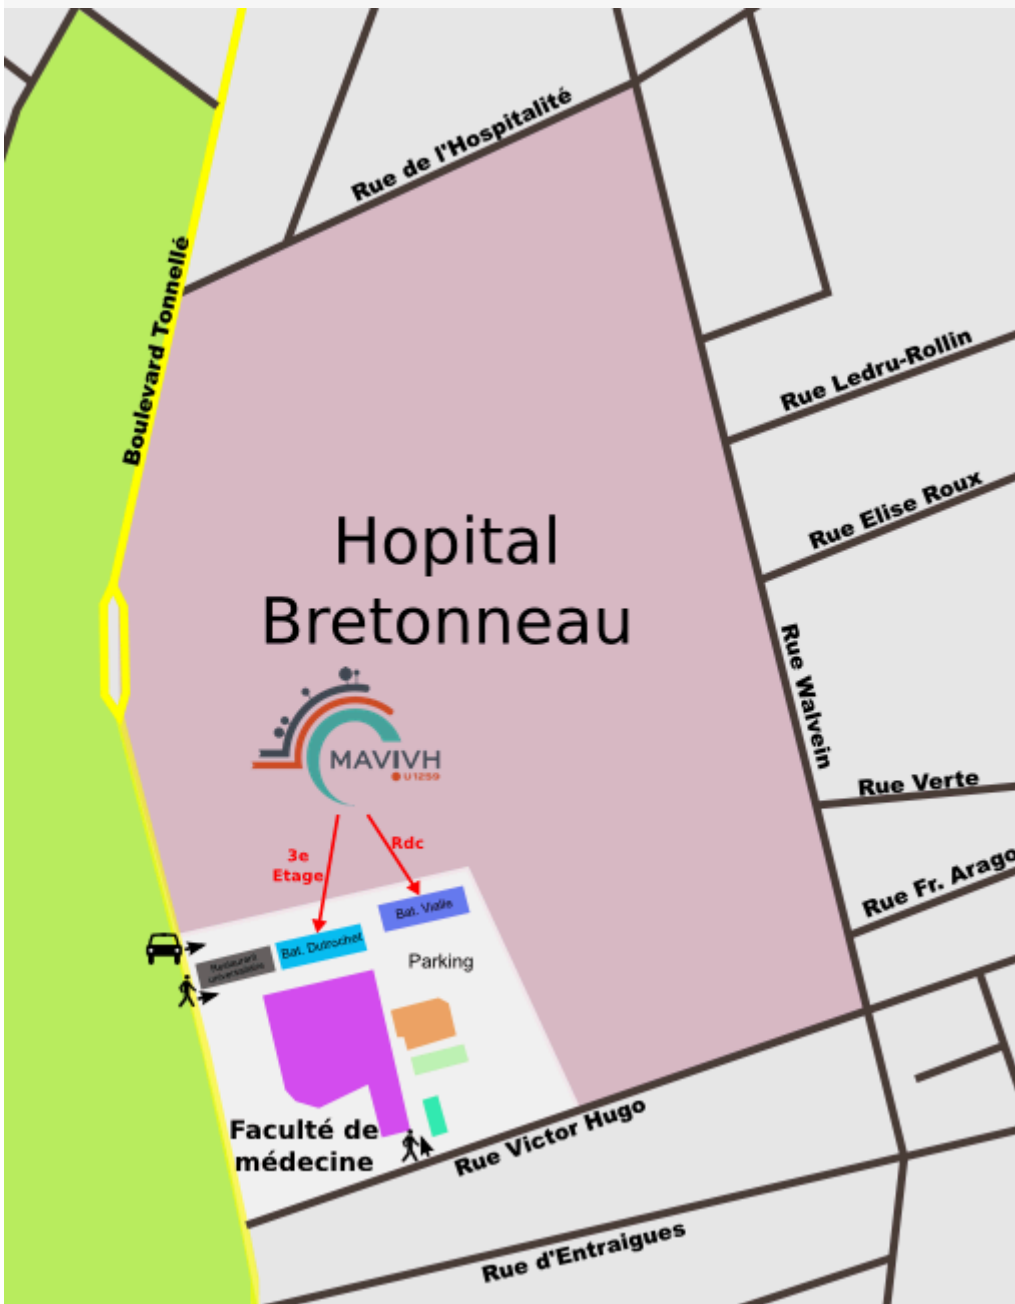 Rue de l'Hospitalité
Boulevard Tonnellé
Rue Ledru-Rollin
Rue Elise Roux
Hopital
Bretonneau
Rue Walvein
MAVIVH
U1259
Rue Verte
3e
Etage
Rdc
Rue Fr. Arago
Bat. Vialle
Bat. Dutrochet
Restaurant
universitaire
Parking
Faculté de
médecine
Rue Victor Hugo
Rue d'Entraigues